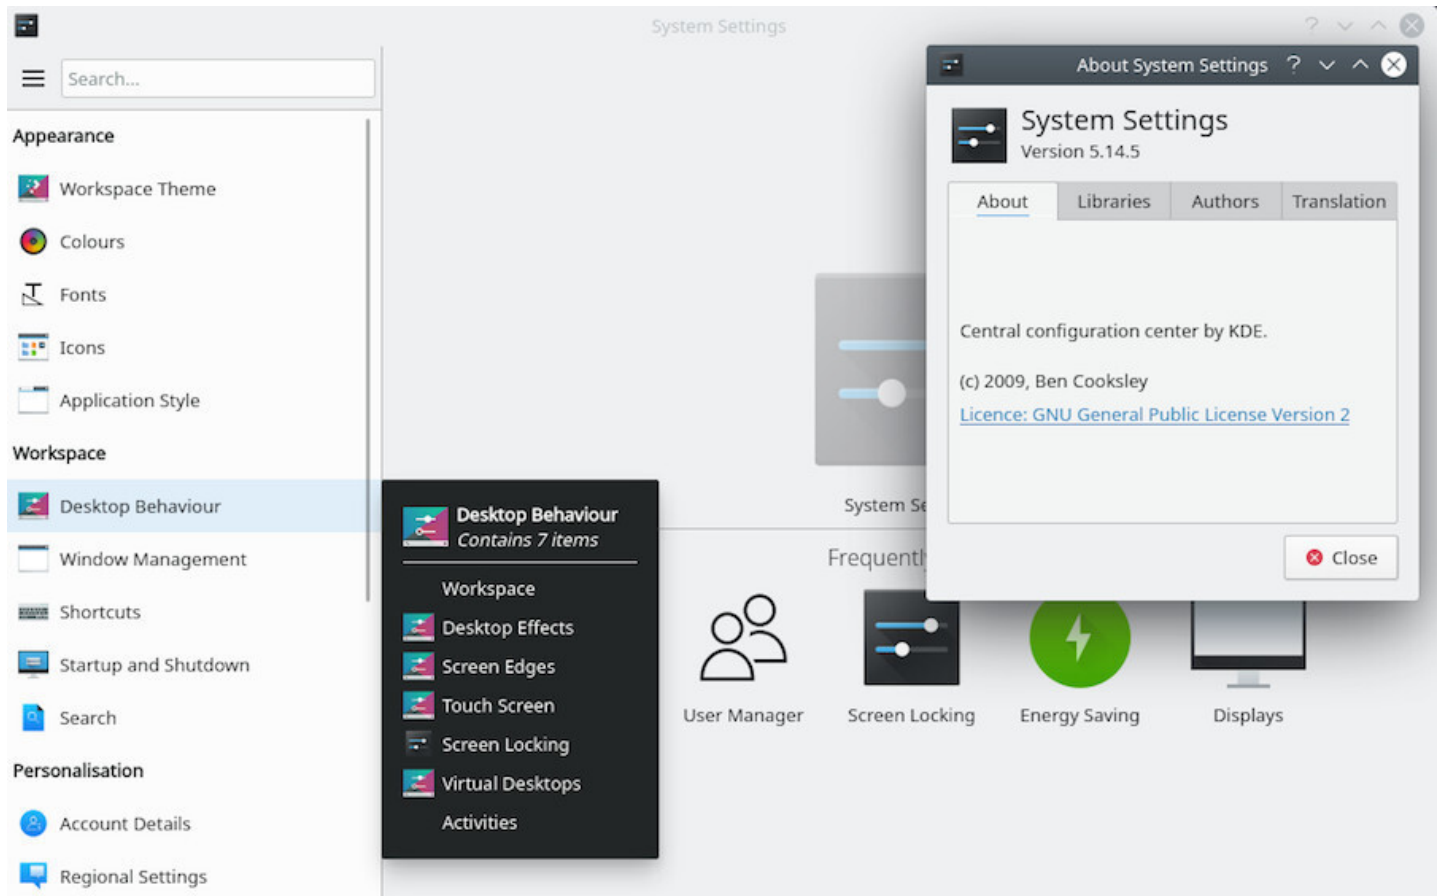 System Settings
Search...
Appearance
Workspace Theme
Colours
Fonts
Icons
Application Style
Workspace
Desktop Behaviour
Window Management
Shortcuts
Startup and Shutdown
Search
Personalisation
Account Details
Regional Settings
Desktop Behaviour
Contains 7 items
Workspace
Desktop Effects
Screen Edges
Touch Screen
Screen Locking
Virtual Desktops
Activities
System Se
Frequentl
User Manager
Screen Locking
Energy Saving
Displays
About System Settings
System Settings
Version 5.14.5
About Libraries Authors Translation
Central configuration center by KDE.
(c) 2009, Ben Cooksley
Licence: GNU General Public License Version 2
Close